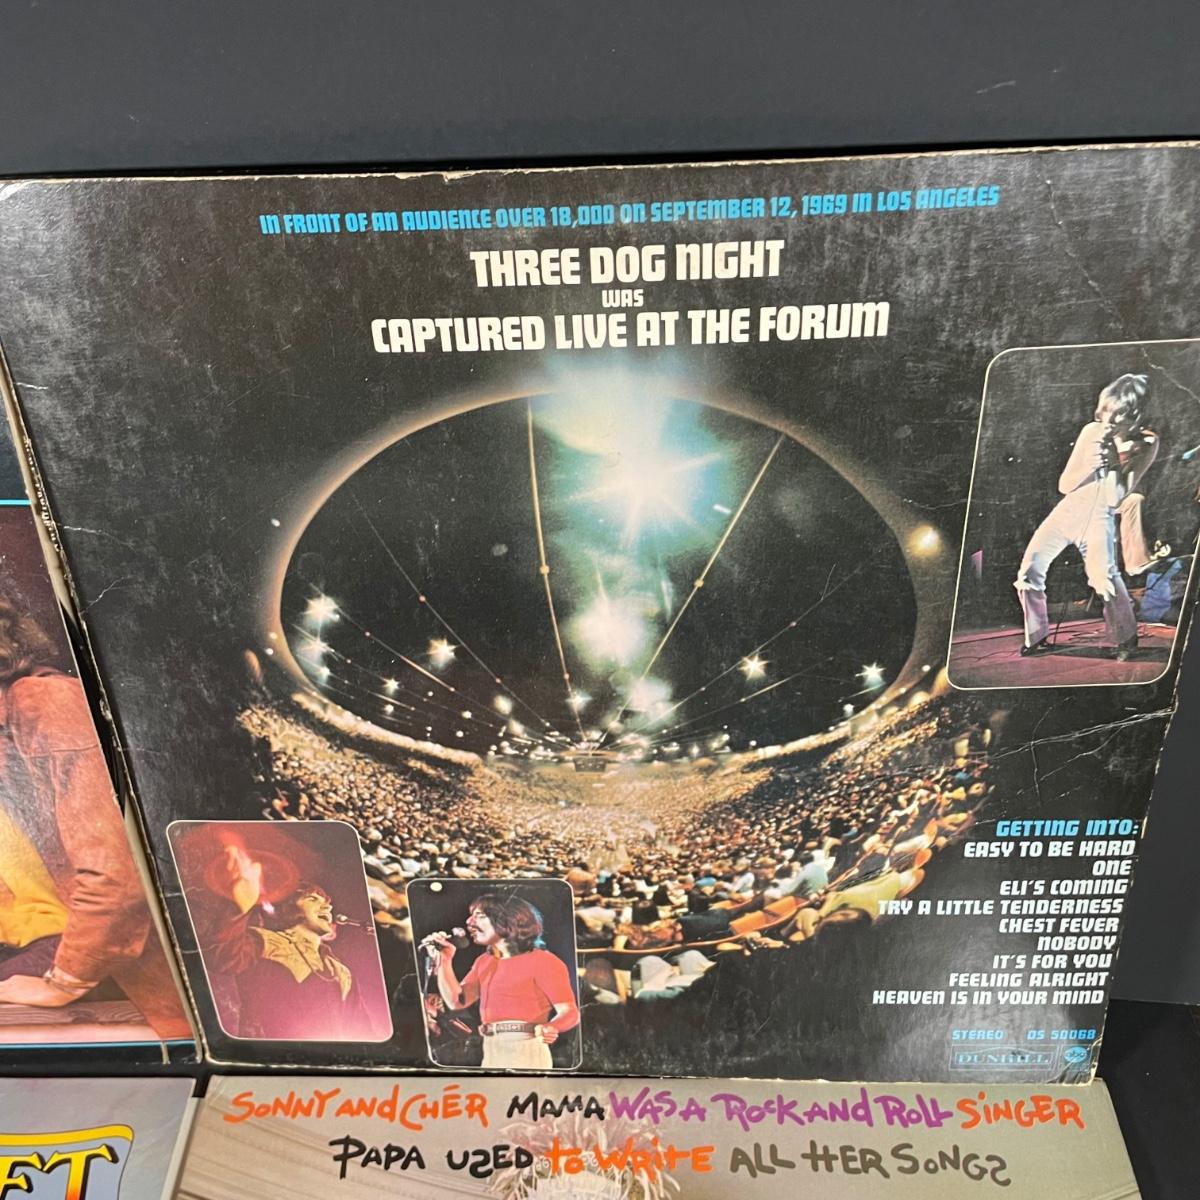 IN FRONT OF AN AUDIENCE OVER 18,000 ON SEPTEMBER 12, 1969 IN LOS ANGELES
THREE DOG NIGHT
WAS
CAPTURED LIVE AT THE FORUM
GETTING INTO:
EASY TO BE HARD
ONE
ELI'S COMING
TRY A LITTLE TENDERNESS
CHEST FEVER
NOBODY
IT'S FOR YOU
FEELING ALRIGHT
HEAVEN IS IN YOUR MIND
STEREO DS 50068
DUNHILL abc
SONNY AND CHÉR MAMA WAS A ROCK AND ROLL SINGER
PAPA USED to WRITE ALL HER SONGS
ET